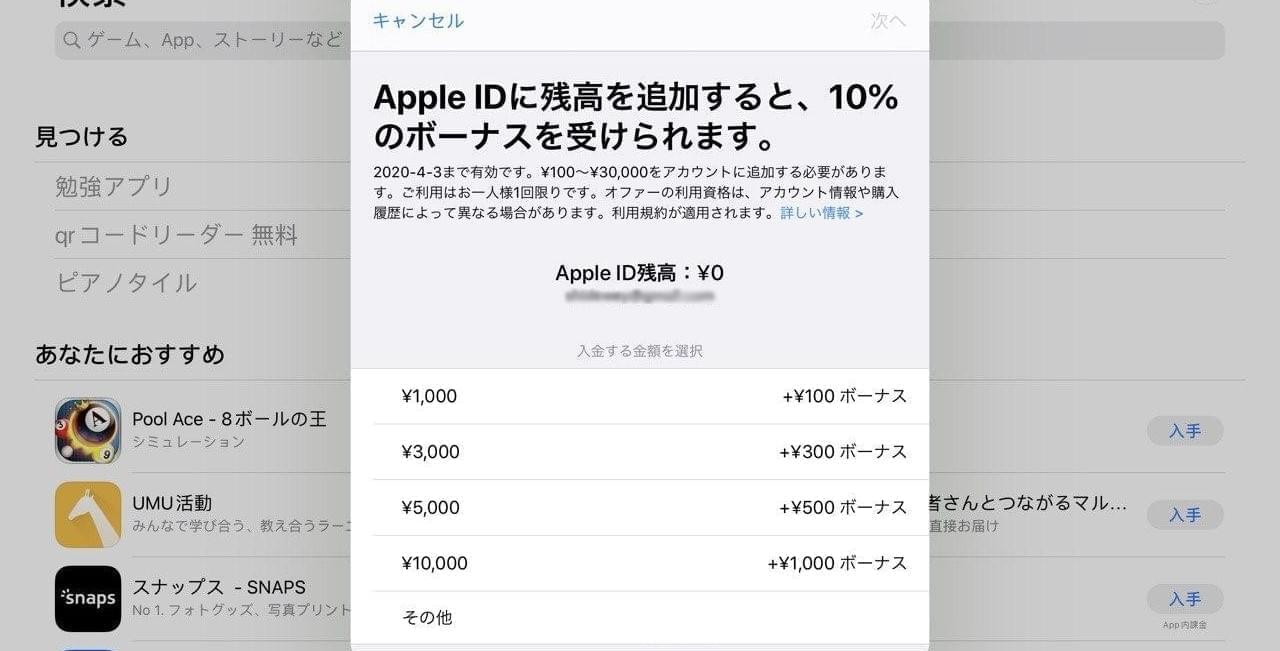 キャンセル
次へ
ゲーム、App、ストーリーなど
Apple IDに残高を追加すると、10%
のボーナスを受けられます。
2020-4-3まで有効です。¥100〜¥30,000をアカウントに追加する必要がありま
す。ご利用はお一人様1回限りです。オファーの利用資格は、アカウント情報や購入
履歴によって異なる場合があります。利用規約が適用されます。詳しい情報 >
Apple ID残高：¥0
入金する金額を選択
¥1,000
+¥100 ボーナス
¥3,000
+¥300 ボーナス
¥5,000
+¥500 ボーナス
¥10,000
+¥1,000 ボーナス
その他
見つける
勉強アプリ
qr コードリーダー 無料
ピアノタイル
あなたにおすすめ
Pool Ace - 8ボールの王
シミュレーション
入手
UMU活動
みんなで学び合う、教え合うラーニ
者さんとつながるマル...
直接お届け
入手
snaps
スナップス - SNAPS
No 1. フォトグッズ、写真プリント
入手
App内課金